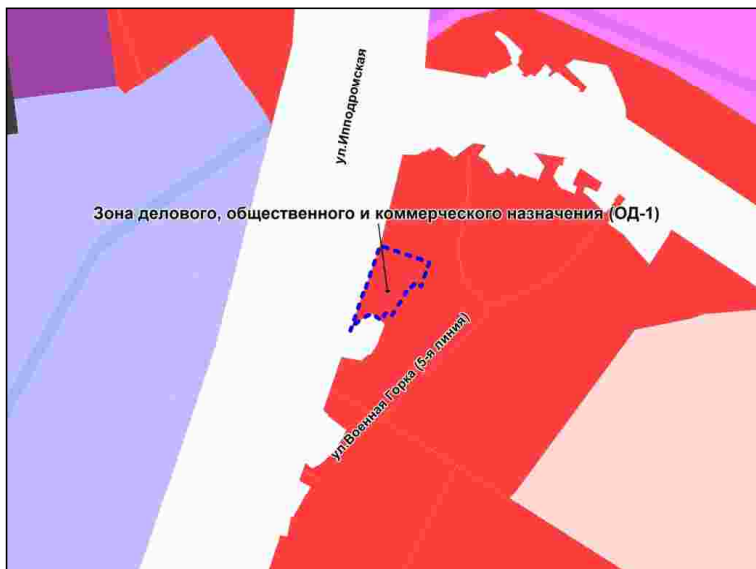 ул.Ипподромская
Зона делового, общественного и коммерческого назначения (ОД-1)
ул.Военная Горка (5-я линия)